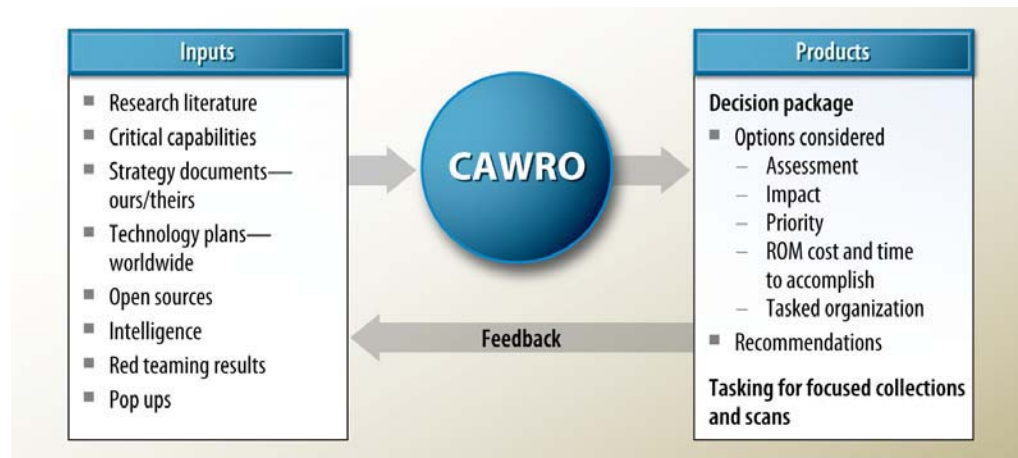 Inputs
■ Research literature
■ Critical capabilities
■ Strategy documents—
ours/theirs
■ Technology plans—
worldwide
■ Open sources
■ Intelligence
■ Red teaming results
■ Pop ups
CAWRO
Feedback
Products
Decision package
■ Options considered
– Assessment
– Impact
– Priority
– ROM cost and time
to accomplish
– Tasked organization
■ Recommendations
Tasking for focused collections
and scans